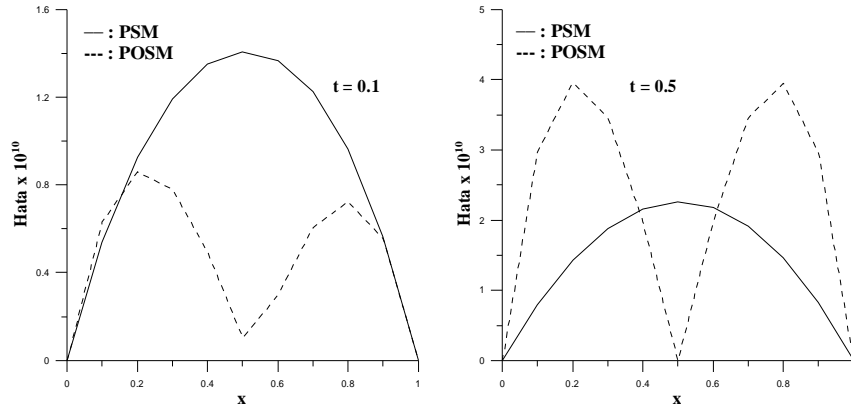 1.6
— : PSM
--- : POSM
t = 0.1
1.2
0.8
0.4
0
Hata x 10¹⁰
0 0.2 0.4 0.6 0.8 1
x
5
— : PSM
--- : POSM
t = 0.5
4
3
2
1
0
Hata x 10¹⁰
0 0.2 0.4 0.6 0.8
x